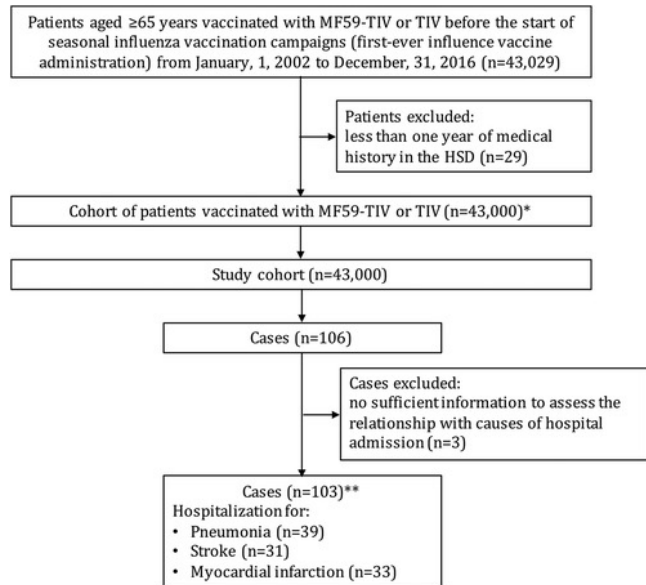 Patients aged ≥65 years vaccinated with MF59-TIV or TIV before the start of
seasonal influenza vaccination campaigns (first-ever influence vaccine
administration) from January, 1, 2002 to December, 31, 2016 (n=43,029)
Patients excluded:
less than one year of medical
history in the HSD (n=29)
Cohort of patients vaccinated with MF59-TIV or TIV (n=43,000)*
Study cohort (n=43,000)
Cases (n=106)
Cases excluded:
no sufficient information to assess the
relationship with causes of hospital
admission (n=3)
Cases (n=103)**
Hospitalization for:
• Pneumonia (n=39)
• Stroke (n=31)
• Myocardial infarction (n=33)